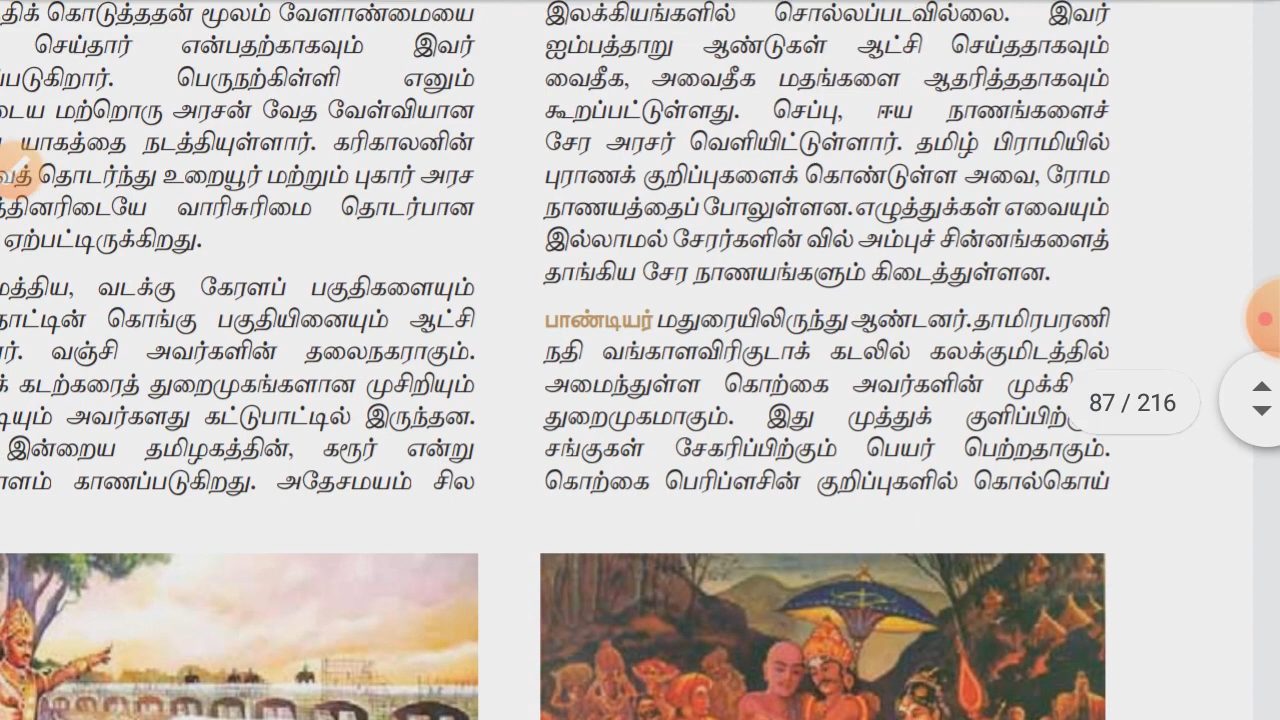 திக் கொடுத்ததன் மூலம் வேளாண்மையை
செய்தார் என்பதற்காகவும் இவர்
படுகிறார். பெருநற்கிள்ளி எனும்
டைய மற்றொரு அரசன் வேத வேள்வியான
யாகத்தை நடத்தியுள்ளார். கரிகாலனின்
தொடர்ந்து உறையூர் மற்றும் புகார் அரச
த்தினரிடையே வாரிசுரிமை தொடர்பான
ஏற்பட்டிருக்கிறது.
மத்திய, வடக்கு கேரளப் பகுதிகளையும்
நாட்டின் கொங்கு பகுதியினையும் ஆட்சி
வஞ்சி அவர்களின் தலைநகராகும்.
கடற்கரைத் துறைமுகங்களான முசிறியும்
டியும் அவர்களது கட்டுபாட்டில் இருந்தன.
இன்றைய தமிழகத்தின், கரூர் என்று
ளம் காணப்படுகிறது. அதேசமயம் சில
இலக்கியங்களில் சொல்லப்படவில்லை. இவர்
ஐம்பத்தாறு ஆண்டுகள் ஆட்சி செய்ததாகவும்
வைதீக, அவைதீக மதங்களை ஆதரித்ததாகவும்
கூறப்பட்டுள்ளது. செப்பு, ஈய நாணங்களைச்
சேர அரசர் வெளியிட்டுள்ளார். தமிழ் பிராமியில்
புராணக் குறிப்புகளைக் கொண்டுள்ள அவை, ரோம
நாணயத்தைப் போலுள்ளன.எழுத்துக்கள் எவையும்
இல்லாமல் சேரர்களின் வில் அம்புச் சின்னங்களைத்
தாங்கிய சேர நாணயங்களும் கிடைத்துள்ளன.
பாண்டியர் மதுரையிலிருந்து ஆண்டனர்.தாமிரபரணி
நதி வங்காளவிரிகுடாக் கடலில் கலக்குமிடத்தில்
அமைந்துள்ள கொற்கை அவர்களின் முக்கி
துறைமுகமாகும். இது முத்துக் குளிப்பிற்கு
சங்குகள் சேகரிப்பிற்கும் பெயர் பெற்றதாகும்.
கொற்கை பெரிப்ளசின் குறிப்புகளில் கொல்கொய்
87 / 216